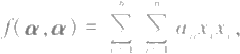 f(α,α) = ∑_{i=1}^{n} ∑_{j=1}^{n} a_{ij} x_i x_j ,